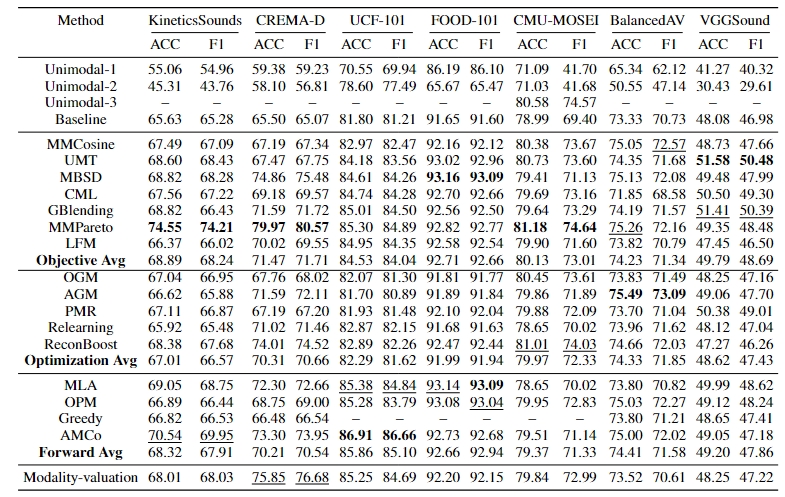 Method KineticsSounds CREMA-D UCF-101 FOOD-101 CMU-MOSEI BalancedAV VGGSound
ACC F1 ACC F1 ACC F1 ACC F1 ACC F1 ACC F1 ACC F1
Unimodal-1 55.06 54.96 59.38 59.23 70.55 69.94 86.19 86.10 71.09 41.70 65.34 62.12 41.27 40.32
Unimodal-2 45.31 43.76 58.10 56.81 78.60 77.49 65.67 65.47 71.03 41.68 50.55 47.14 30.43 29.61
Unimodal-3 – – – – – – – – 80.58 74.57 – – – –
Baseline 65.63 65.28 65.50 65.07 81.80 81.21 91.65 91.60 78.99 69.40 73.33 70.73 48.08 46.98
MMCosine 67.49 67.09 67.19 67.34 82.97 82.47 92.16 92.12 80.38 73.67 75.05 72.57 48.73 47.66
UMT 68.60 68.43 67.47 67.75 84.18 83.56 93.02 92.96 80.73 73.60 74.35 71.68 51.58 50.48
MBSD 68.82 68.28 74.86 75.48 84.61 84.26 93.16 93.09 79.41 71.13 75.13 72.08 49.48 47.99
CML 67.56 67.22 69.18 69.57 84.74 84.28 92.70 92.66 79.69 73.16 71.85 68.58 50.50 49.30
GBlending 68.82 66.43 71.59 71.72 85.01 84.50 92.56 92.50 79.64 73.29 74.19 71.57 51.41 50.39
MMPareto 74.55 74.21 79.97 80.57 85.30 84.89 92.82 92.77 81.18 74.64 75.26 72.16 49.35 48.48
LFM 66.37 66.02 70.02 69.55 84.95 84.35 92.58 92.54 79.90 71.60 73.82 70.79 47.45 46.50
Objective Avg 68.89 68.24 71.47 71.71 84.53 84.04 92.71 92.66 80.13 73.01 74.23 71.34 49.79 48.69
OGM 67.04 66.95 67.76 68.02 82.07 81.30 91.81 91.77 80.45 73.61 73.83 71.49 48.25 47.16
AGM 66.62 65.88 71.59 72.11 81.70 80.89 91.89 91.84 79.86 71.89 75.49 73.09 49.06 47.70
PMR 67.11 66.87 67.19 67.20 81.93 81.48 92.10 92.04 79.88 72.09 73.70 71.04 50.38 49.01
Relearning 65.92 65.48 71.02 71.46 82.87 82.15 91.68 91.63 78.65 70.02 73.96 71.62 48.12 47.04
ReconBoost 68.38 67.68 74.01 74.52 82.89 82.26 92.47 92.44 81.01 74.03 74.66 72.03 47.27 46.26
Optimization Avg 67.01 66.57 70.31 70.66 82.29 81.62 91.99 91.94 79.97 72.33 74.33 71.85 48.62 47.43
MLA 69.05 68.75 72.30 72.66 85.38 84.84 93.14 93.09 78.65 70.02 73.80 70.82 49.99 48.62
OPM 66.89 66.44 68.75 69.00 85.28 83.79 93.08 93.04 79.95 72.83 75.03 72.27 49.12 48.24
Greedy 66.82 66.53 66.48 66.54 – – – – – – 73.80 71.21 48.65 47.41
AMCo 70.54 69.95 73.30 73.95 86.91 86.66 92.73 92.68 79.51 71.14 75.00 72.02 49.05 47.18
Forward Avg 68.32 67.91 70.21 70.54 85.86 85.10 92.66 92.94 79.37 71.33 74.41 71.58 49.20 47.86
Modality-valuation 68.01 68.03 75.85 76.68 85.25 84.69 92.20 92.15 79.84 72.99 73.52 70.61 48.25 47.22